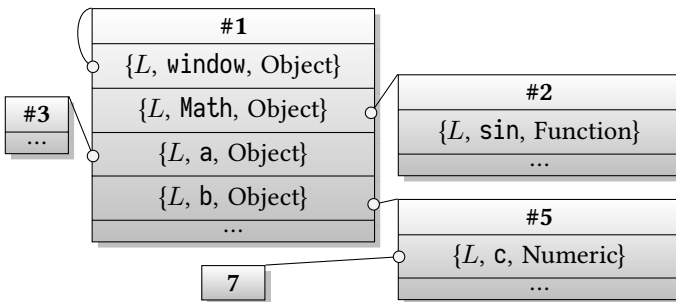 #1
{L, window, Object}
{L, Math, Object}
{L, a, Object}
{L, b, Object}
...
#3
...
#2
{L, sin, Function}
...
#5
{L, c, Numeric}
...
7